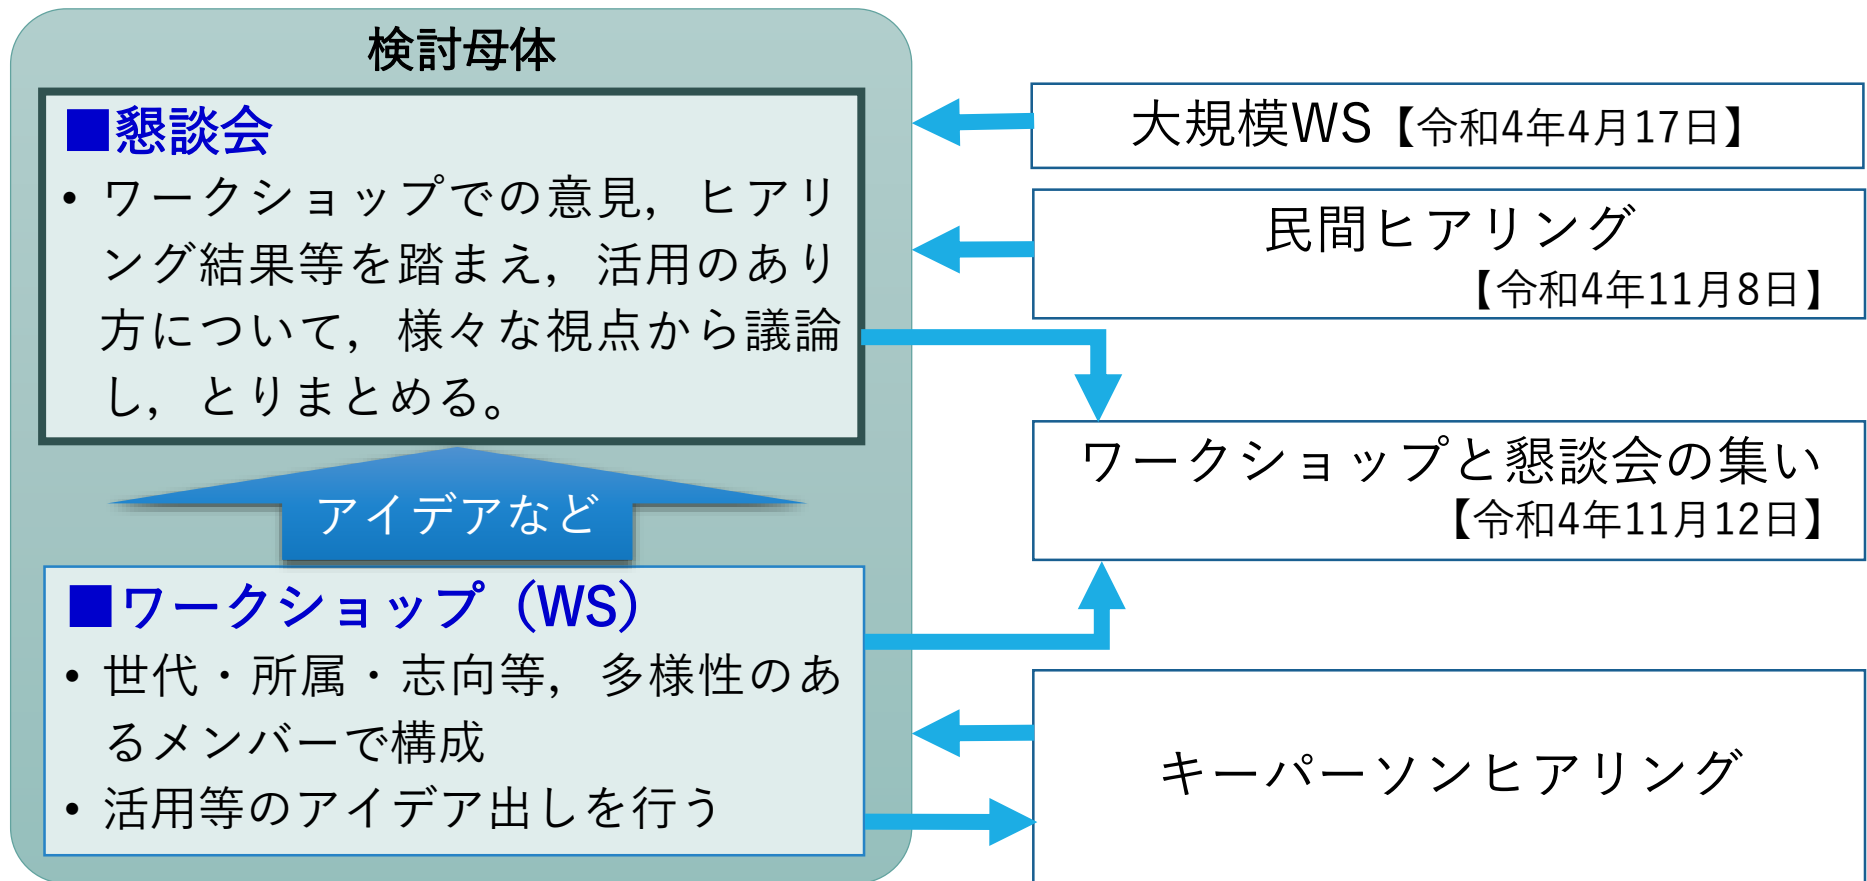 検討母体
■懇談会
• ワークショップでの意見，ヒアリ
ング結果等を踏まえ，活用のあり
方について，様々な視点から議論
し，とりまとめる。
アイデアなど
■ワークショップ（WS）
• 世代・所属・志向等，多様性のあ
るメンバーで構成
• 活用等のアイデア出しを行う
大規模WS【令和4年4月17日】
民間ヒアリング
【令和4年11月8日】
ワークショップと懇談会の集い
【令和4年11月12日】
キーパーソンヒアリング